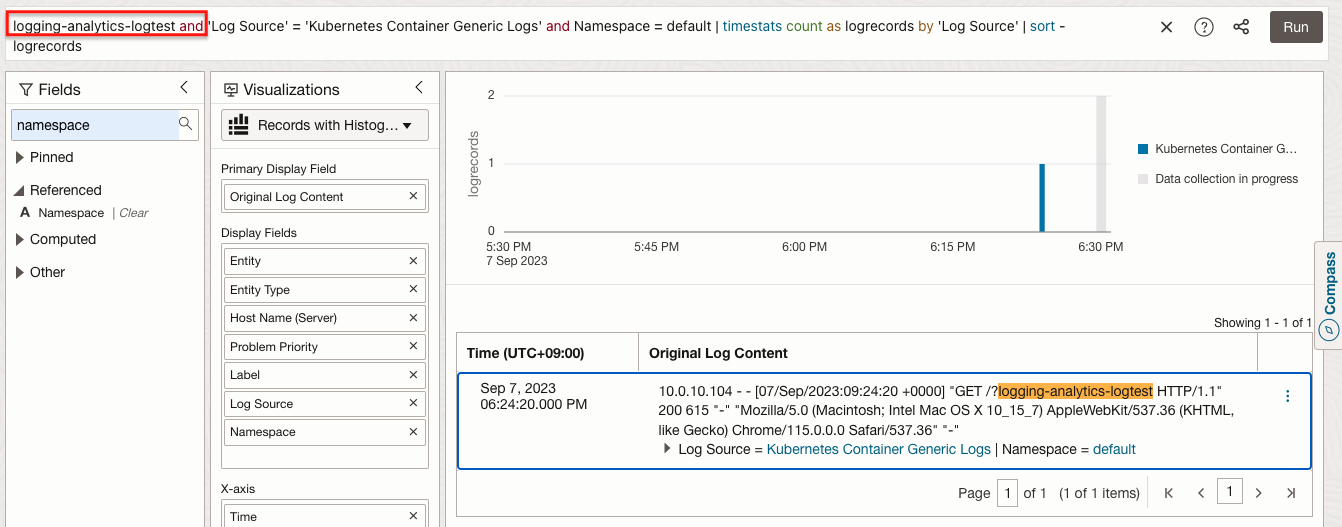 logging-analytics-logtest and 'Log Source' = 'Kubernetes Container Generic Logs' and Namespace = default | timestats count as logrecords by 'Log Source' | sort -
logrecords
Run
Fields
namespace
Pinned
Referenced
A Namespace | Clear
Computed
Other
Visualizations
Records with Histog...
Primary Display Field
Original Log Content
Display Fields
Entity
Entity Type
Host Name (Server)
Problem Priority
Label
Log Source
Namespace
X-axis
Time
2
1
0
logrecords
5:30 PM 5:45 PM 6:00 PM 6:15 PM 6:30 PM
7 Sep 2023
Kubernetes Container G...
Data collection in progress
Compass
Showing 1 - 1 of 1
Time (UTC+09:00) Original Log Content
Sep 7, 2023
06:24:20.000 PM
10.0.10.104 - - [07/Sep/2023:09:24:20 +0000] "GET /?logging-analytics-logtest HTTP/1.1"
200 615 "-" "Mozilla/5.0 (Macintosh; Intel Mac OS X 10_15_7) AppleWebKit/537.36 (KHTML,
like Gecko) Chrome/115.0.0.0 Safari/537.36" "-"
Log Source = Kubernetes Container Generic Logs | Namespace = default
Page 1 of 1 (1 of 1 items) 1